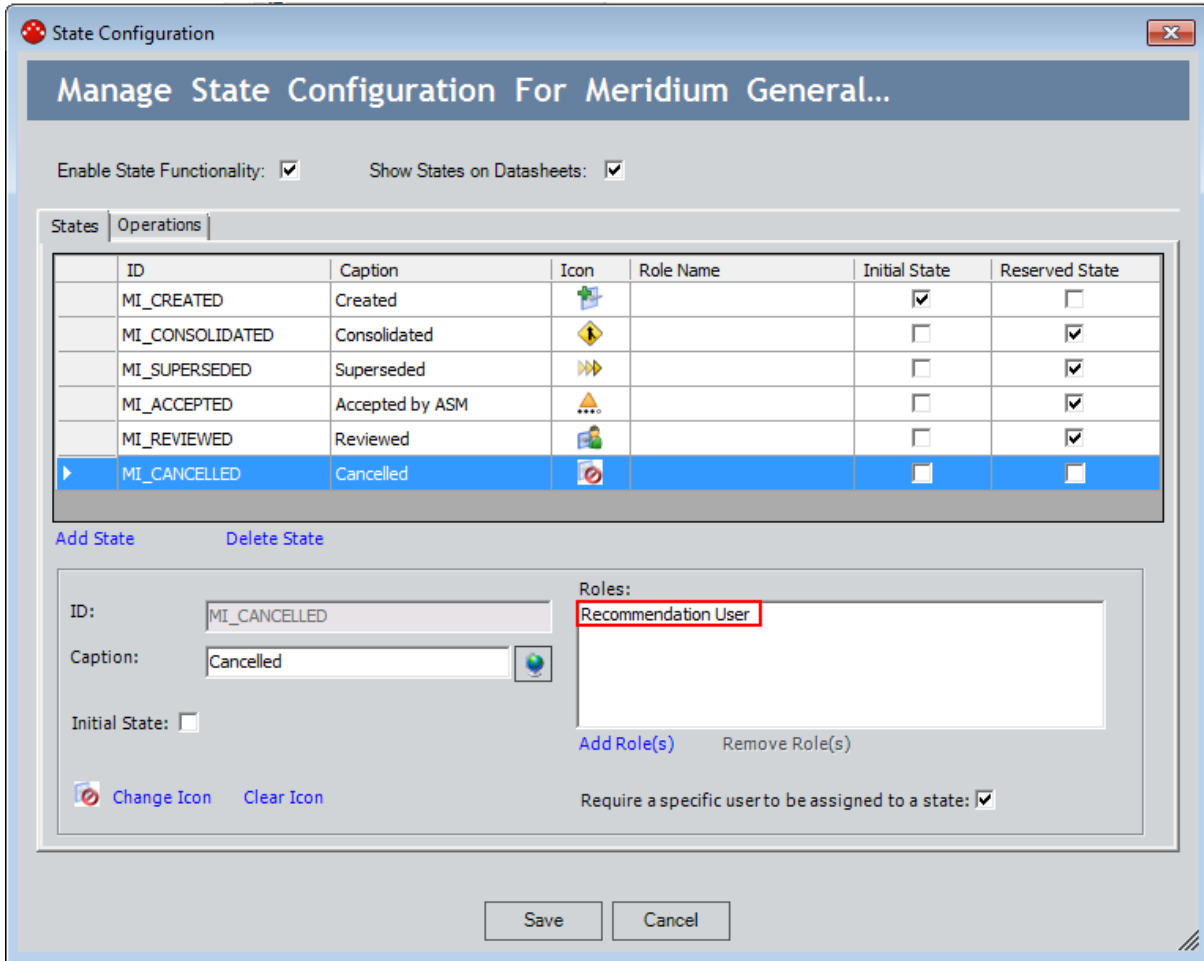 State Configuration
Manage State Configuration For Meridium General...
Enable State Functionality: Show States on Datasheets:
States Operations
ID Caption Icon Role Name Initial State Reserved State
MI_CREATED Created
MI_CONSOLIDATED Consolidated
MI_SUPERSEDED Superseded
MI_ACCEPTED Accepted by ASM
MI_REVIEWED Reviewed
MI_CANCELLED Cancelled
Add State Delete State
Roles:
ID: MI_CANCELLED Recommendation User
Caption: Cancelled
Initial State:
Add Role(s) Remove Role(s)
Change Icon Clear Icon Require a specific user to be assigned to a state:
Save Cancel